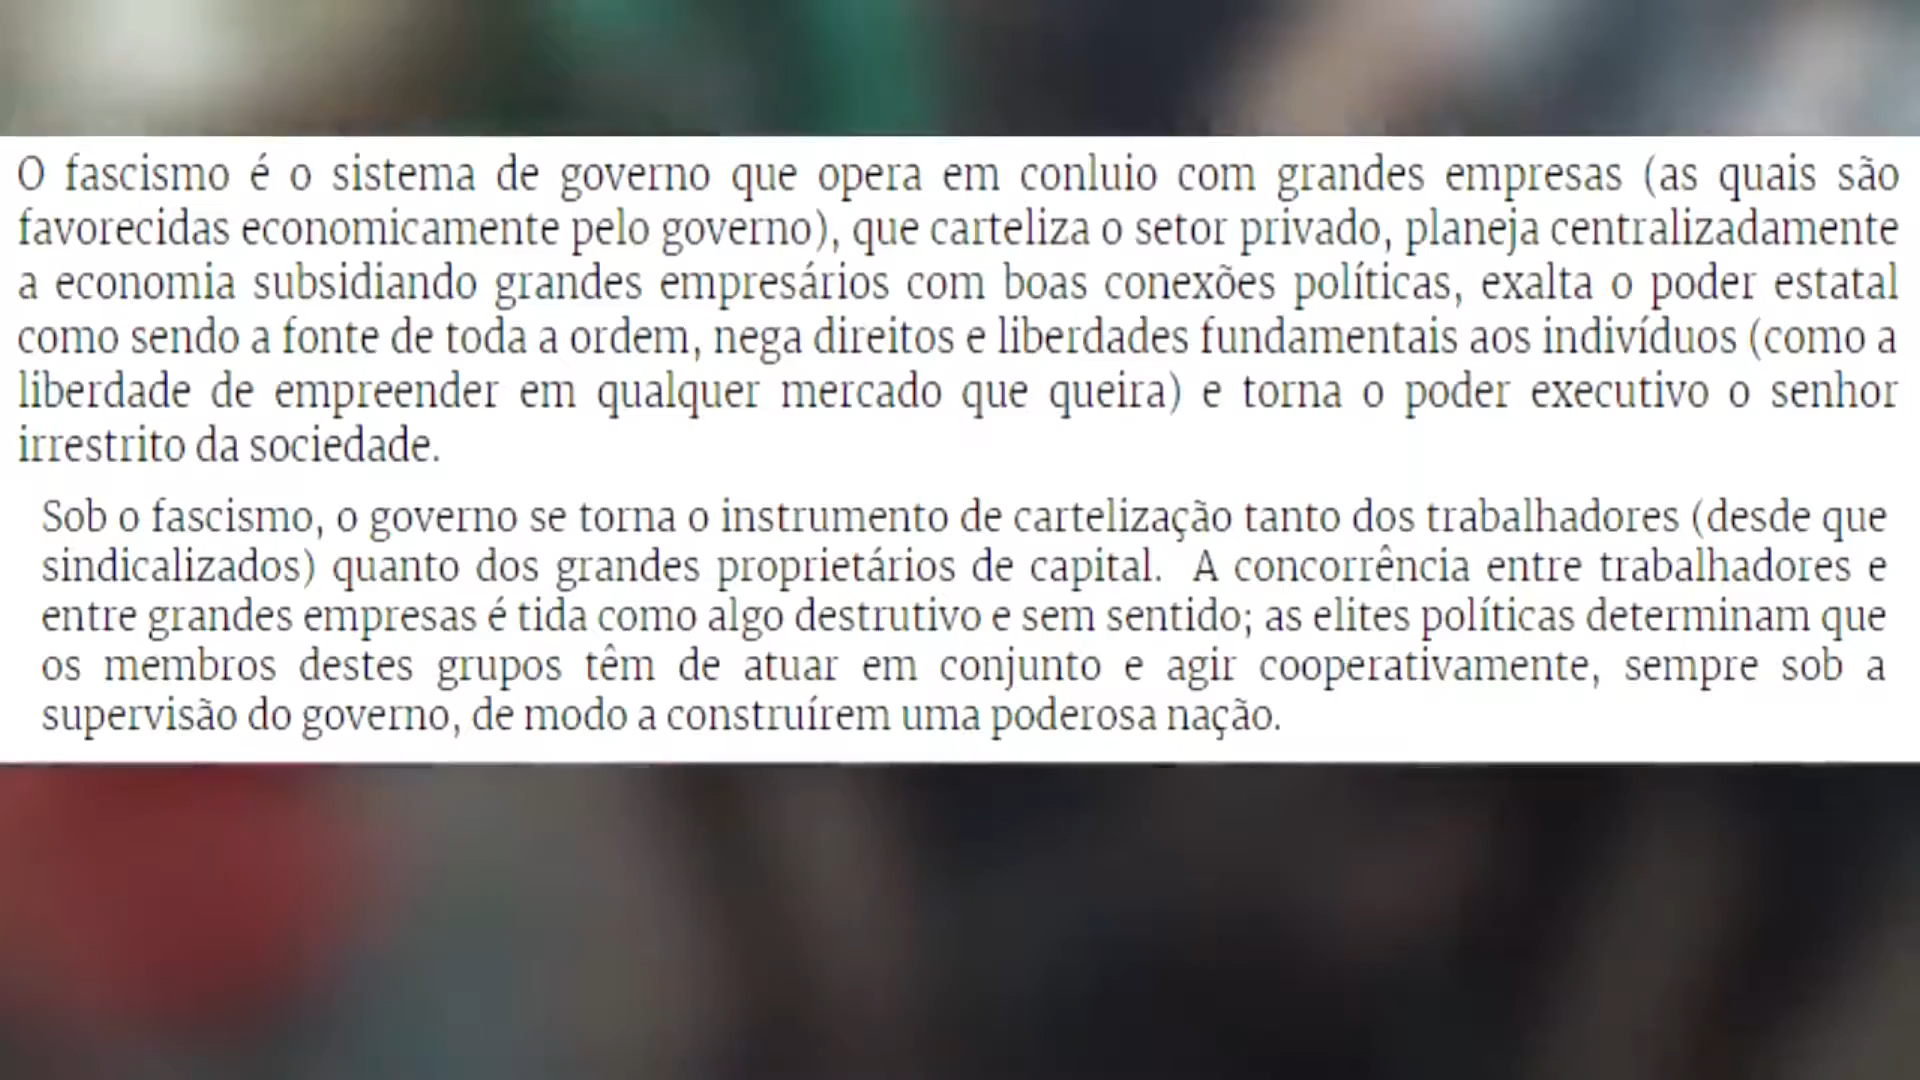 O fascismo é o sistema de governo que opera em conluio com grandes empresas (as quais são
favorecidas economicamente pelo governo), que carteliza o setor privado, planeja centralizadamente
a economia subsidiando grandes empresários com boas conexões políticas, exalta o poder estatal
como sendo a fonte de toda a ordem, nega direitos e liberdades fundamentais aos indivíduos (como a
liberdade de empreender em qualquer mercado que queira) e torna o poder executivo o senhor
irrestrito da sociedade.
Sob o fascismo, o governo se torna o instrumento de cartelização tanto dos trabalhadores (desde que
sindicalizados) quanto dos grandes proprietários de capital. A concorrência entre trabalhadores e
entre grandes empresas é tida como algo destrutivo e sem sentido; as elites políticas determinam que
os membros destes grupos têm de atuar em conjunto e agir cooperativamente, sempre sob a
supervisão do governo, de modo a construírem uma poderosa nação.